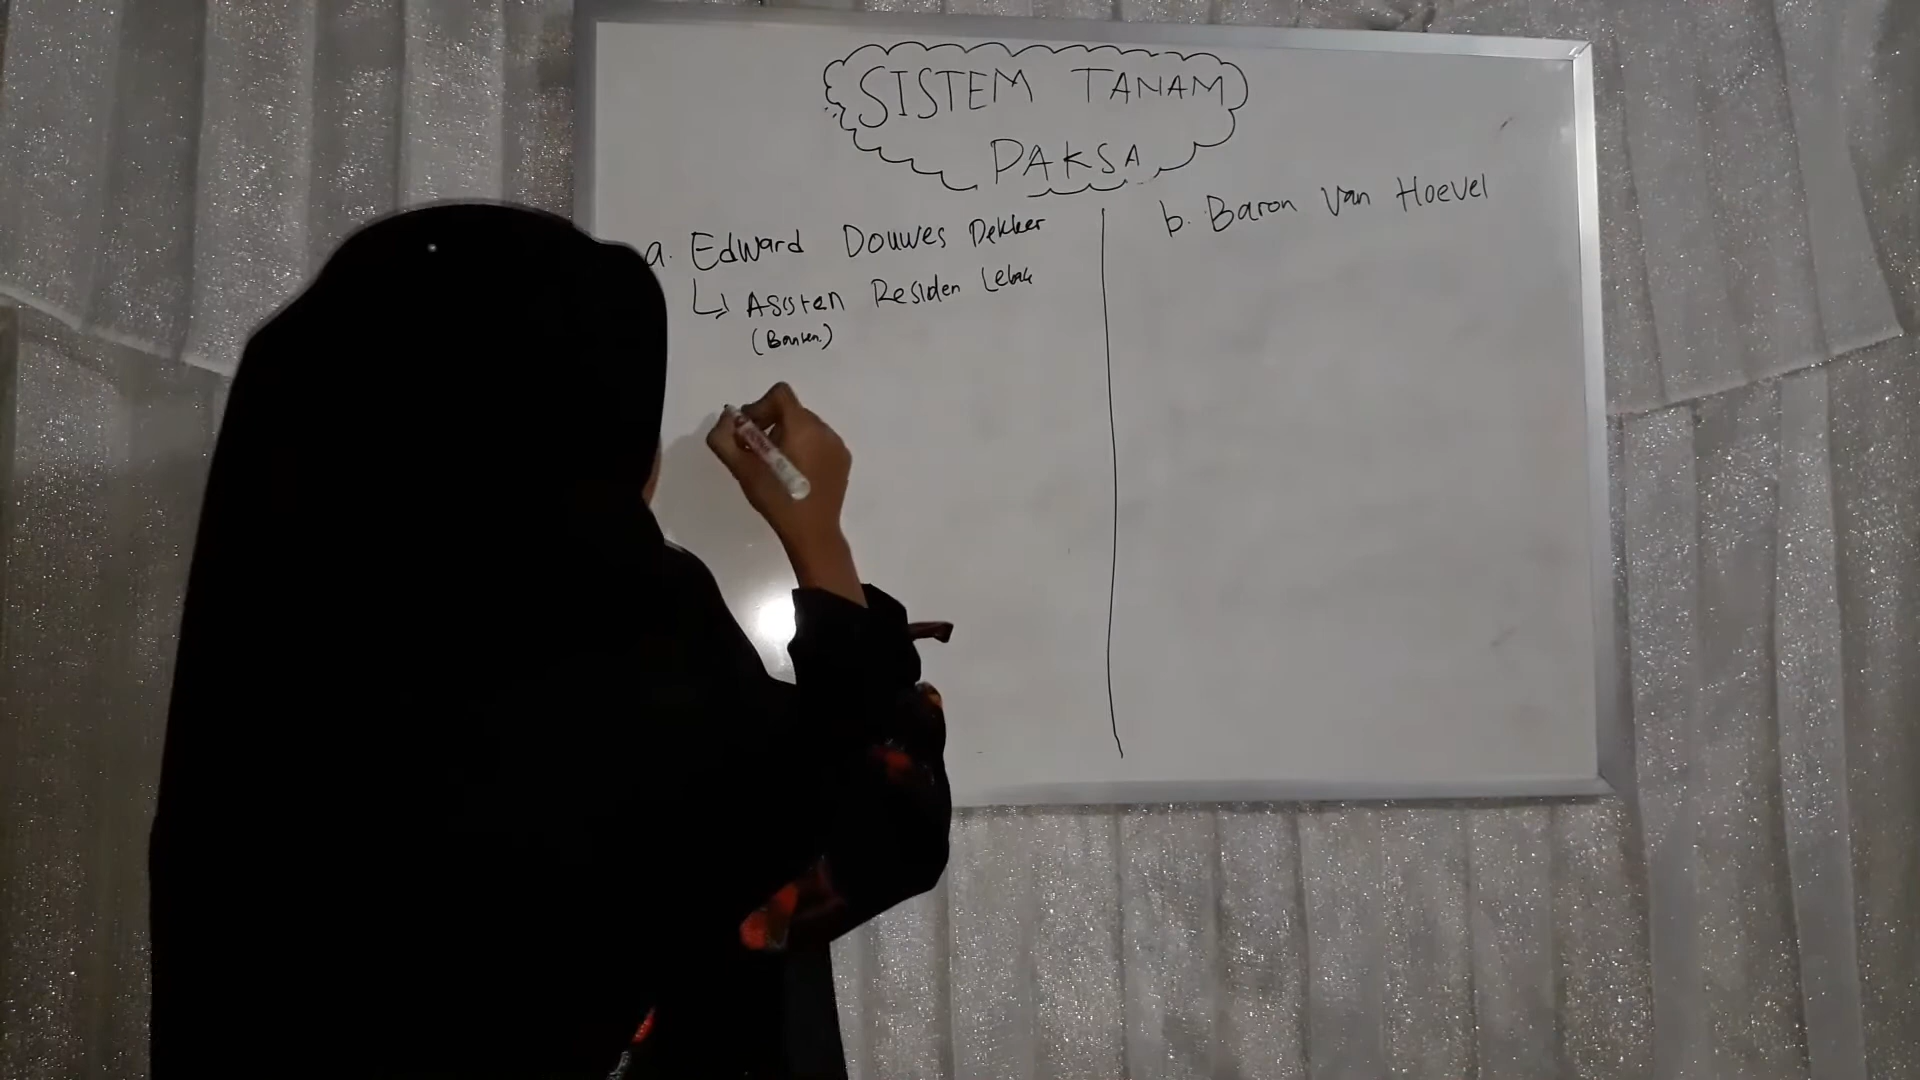 SISTEM TANAM
PAKSA
a. Edward Douwes Dekker
Asisten Residen Lebak
(Banten)
b. Baron Van Hoevel